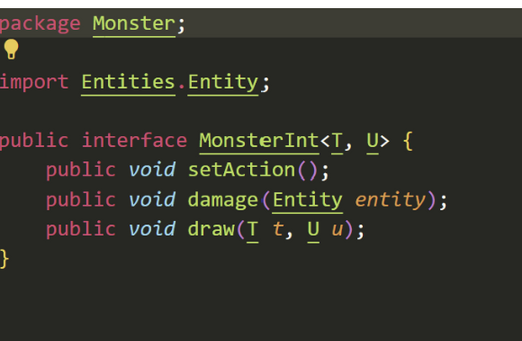 package Monster;
import Entities.Entity;
public interface MonsterInt<T, U> {
    public void setAction();
    public void damage(Entity entity);
    public void draw(T t, U u);
}